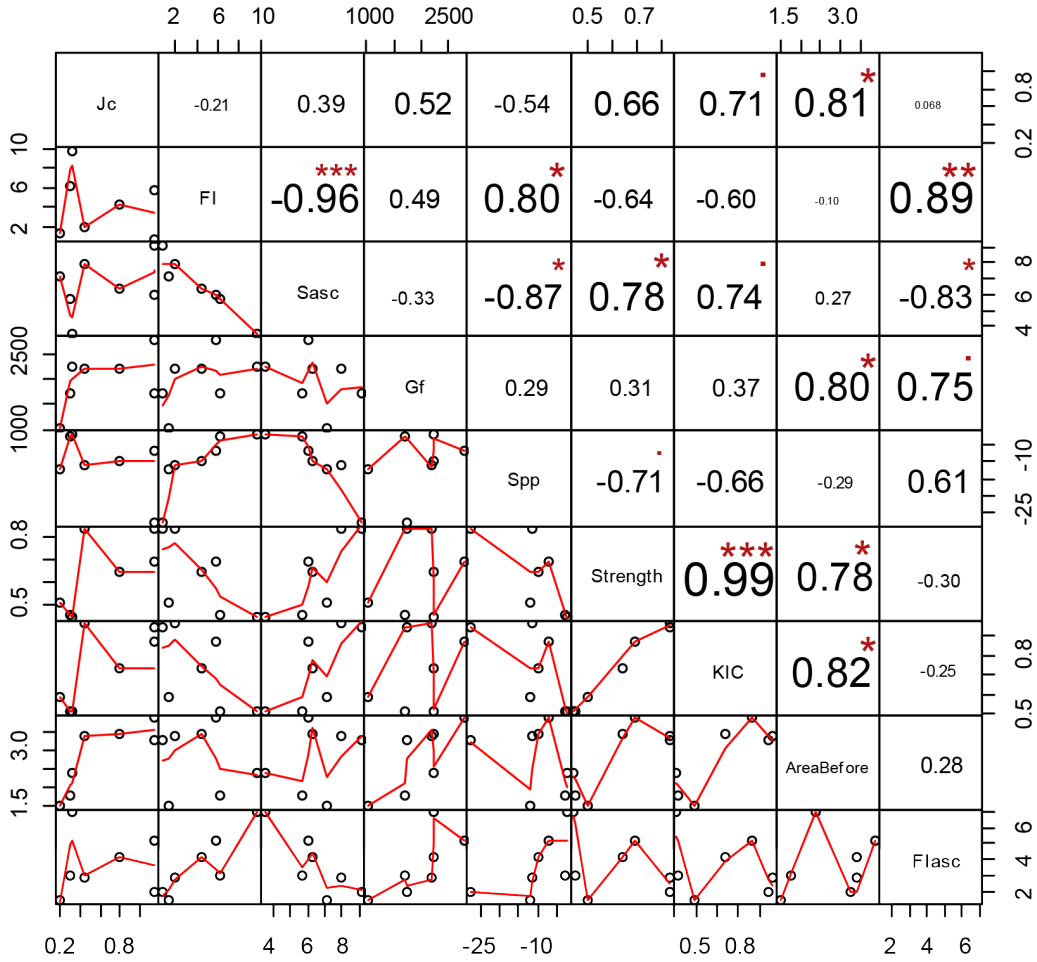 2 6 10 1000 2500 0.5 0.7 1.5 3.0
Jc -0.21 0.39 0.52 -0.54 0.66 0.71 . 0.81 * 0.068 0.2 0.8
2 6 10 FI -0.96 *** 0.49 0.80 * -0.64 -0.60 -0.10 0.89 **
Sasc -0.33 -0.87 * 0.78 * 0.74 . 0.27 -0.83 * 4 6 8
1000 2500 Gf 0.29 0.31 0.37 0.80 * 0.75 .
Spp -0.71 . -0.66 -0.29 0.61 -25 -10
0.5 0.8 Strength 0.99 *** 0.78 * -0.30
KIC 0.82 * -0.25 0.5 0.8
1.5 3.0 AreaBefore 0.28
FIasc 2 4 6
0.2 0.8 4 6 8 -25 -10 0.5 0.8 2 4 6